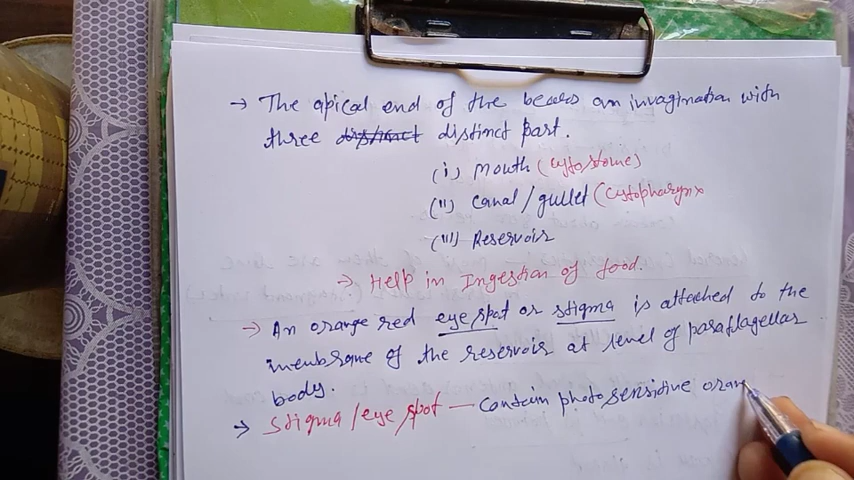 → The apical end of the bears an invagination with
three distinct distinct part.
(i) Mouth (cytostome)
(ii) Canal / gullet (Cytopharynx
(iii) Reservoir
→ Help in Ingestion of food.
→ An orange red eye spot or stigma is attached to the
membrane of the reservoir at level of paraflagellar
body.
→ Stigma / eye spot — Contain photosensitive oran